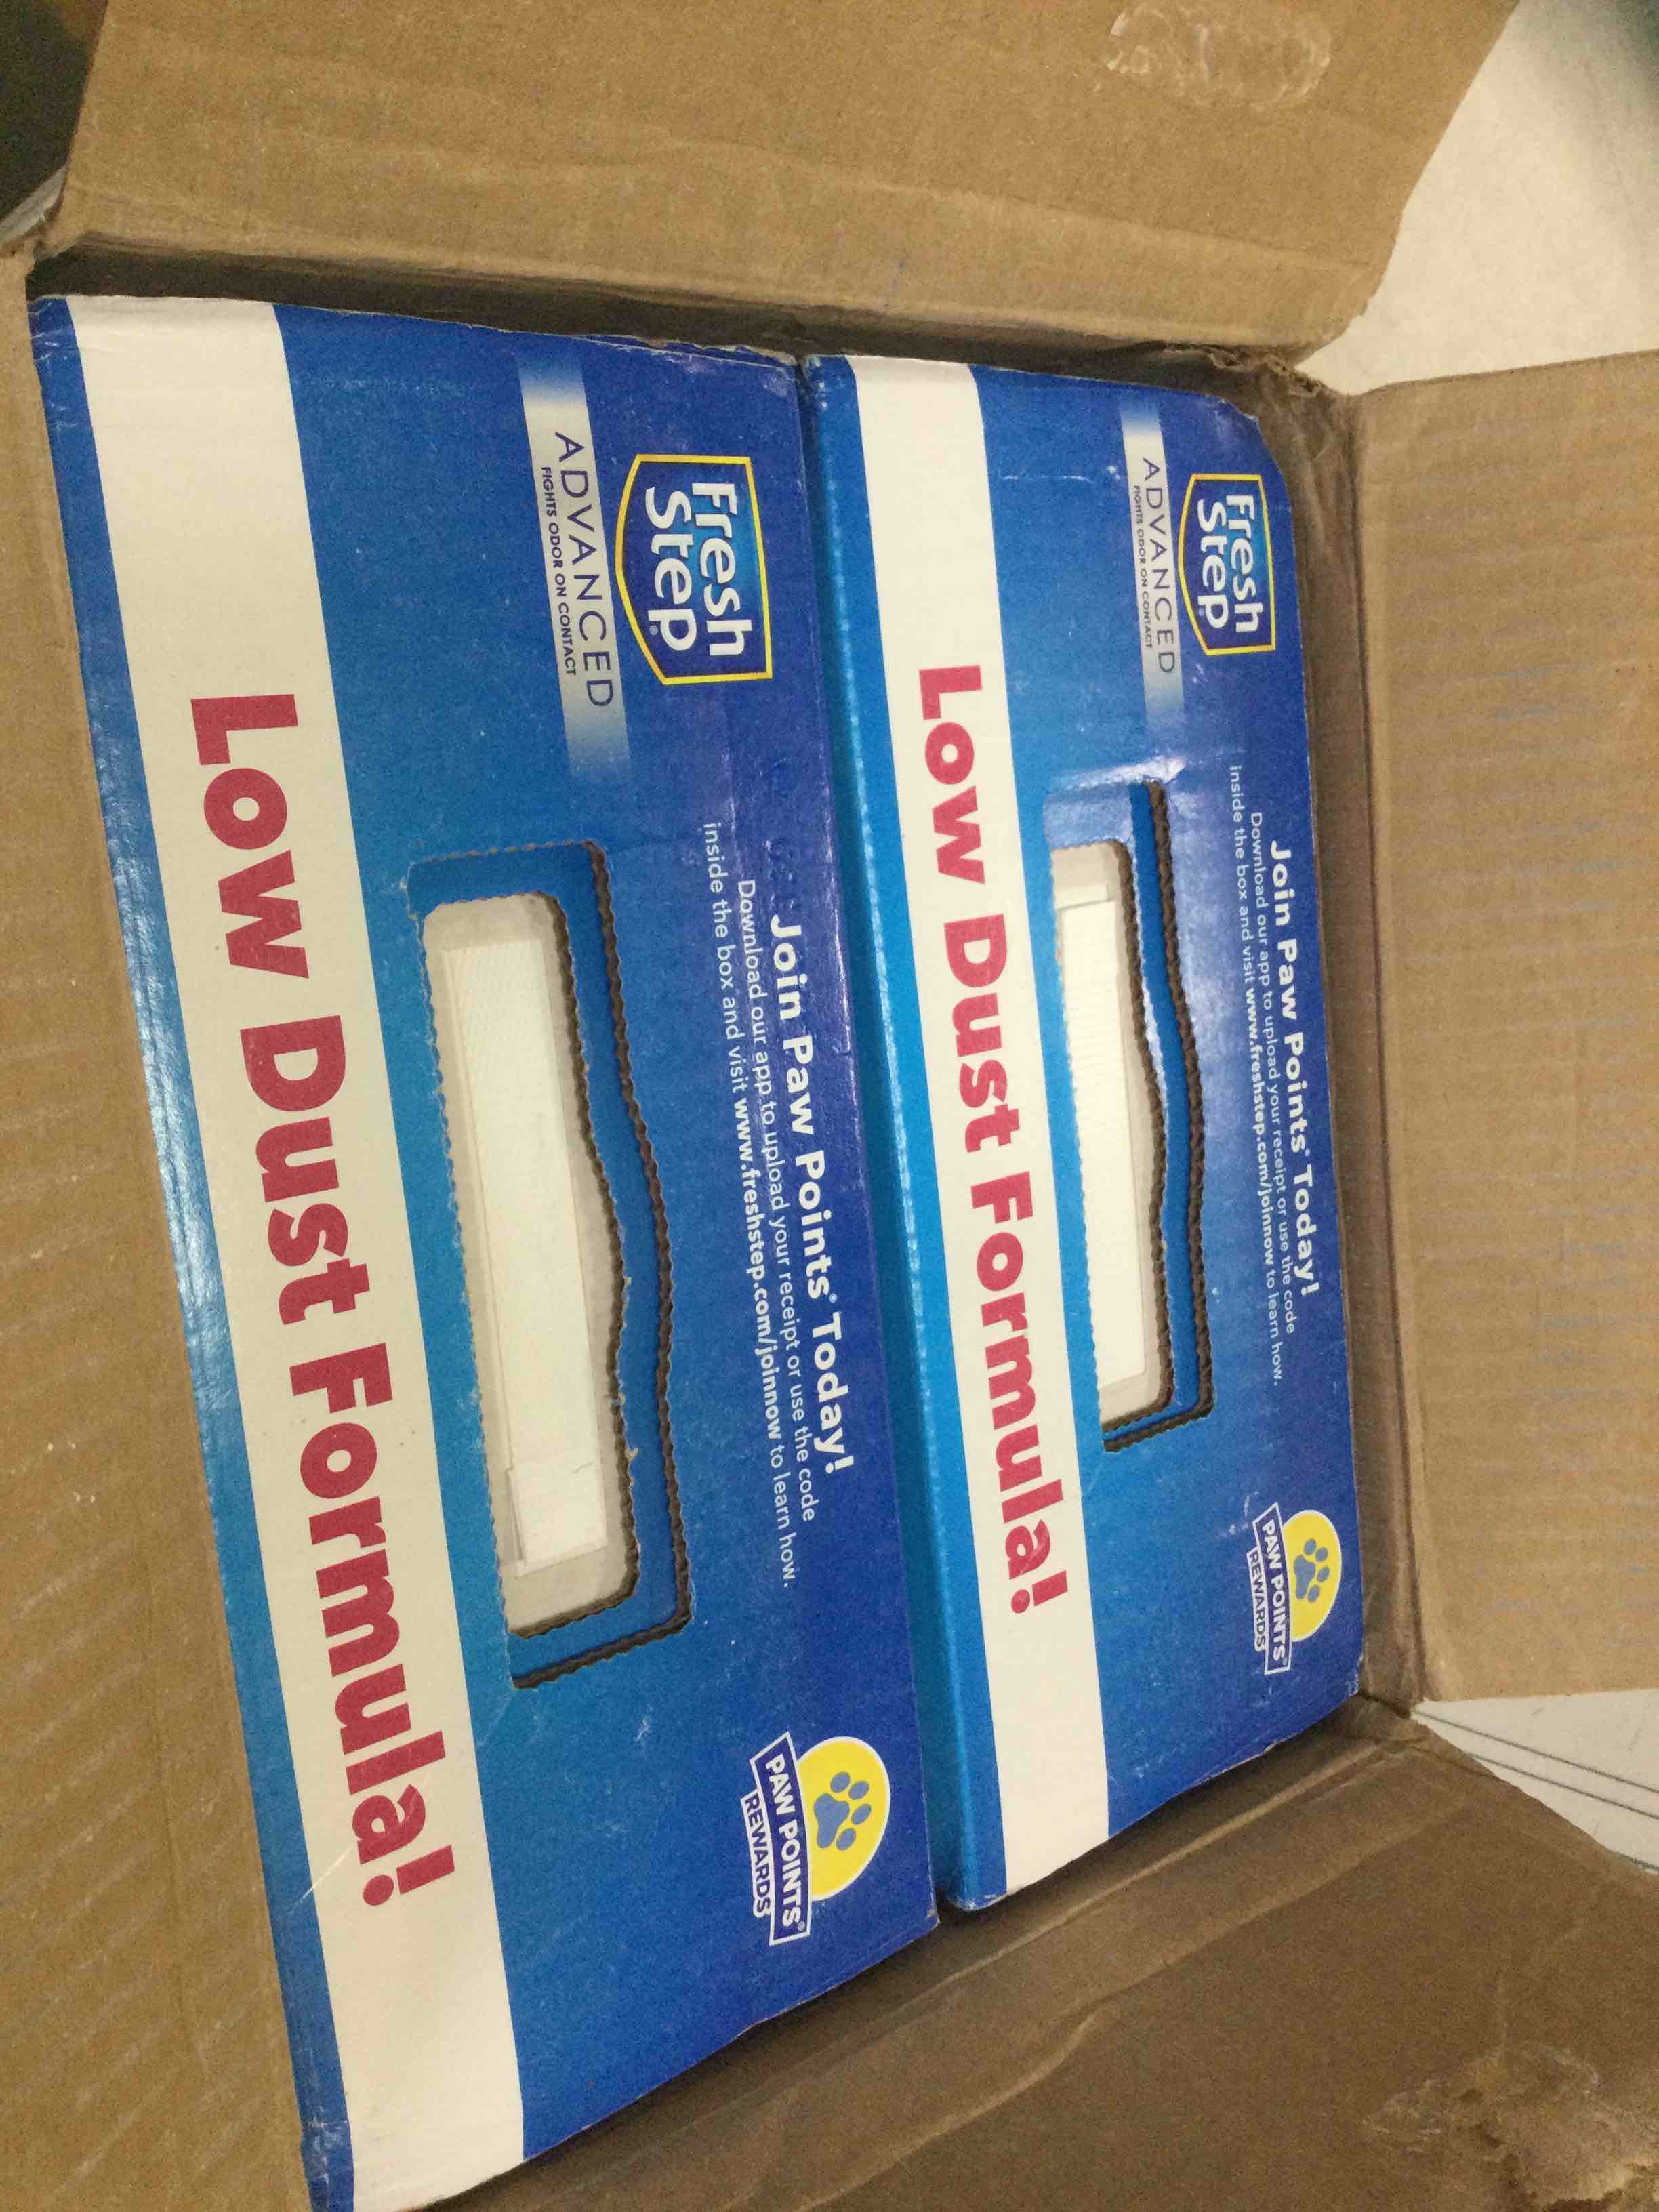 Fresh
Step®
ADVANCED
FIGHTS ODOR ON CONTACT
Join Paw Points® Today!
Download our app to upload your receipt or use the code
inside the box and visit www.freshstep.com/joinnow to learn how.
PAW POINTS®
REWARDS
Low Dust Formula!
Fresh
Step
ADVANCED
FIGHTS ODOR ON CONTACT
Join Paw Points® Today!
Download our app to upload your receipt or use the code
inside the box and visit www.freshstep.com/joinnow to learn how.
PAW POINTS®
REWARDS
Low Dust Formula!